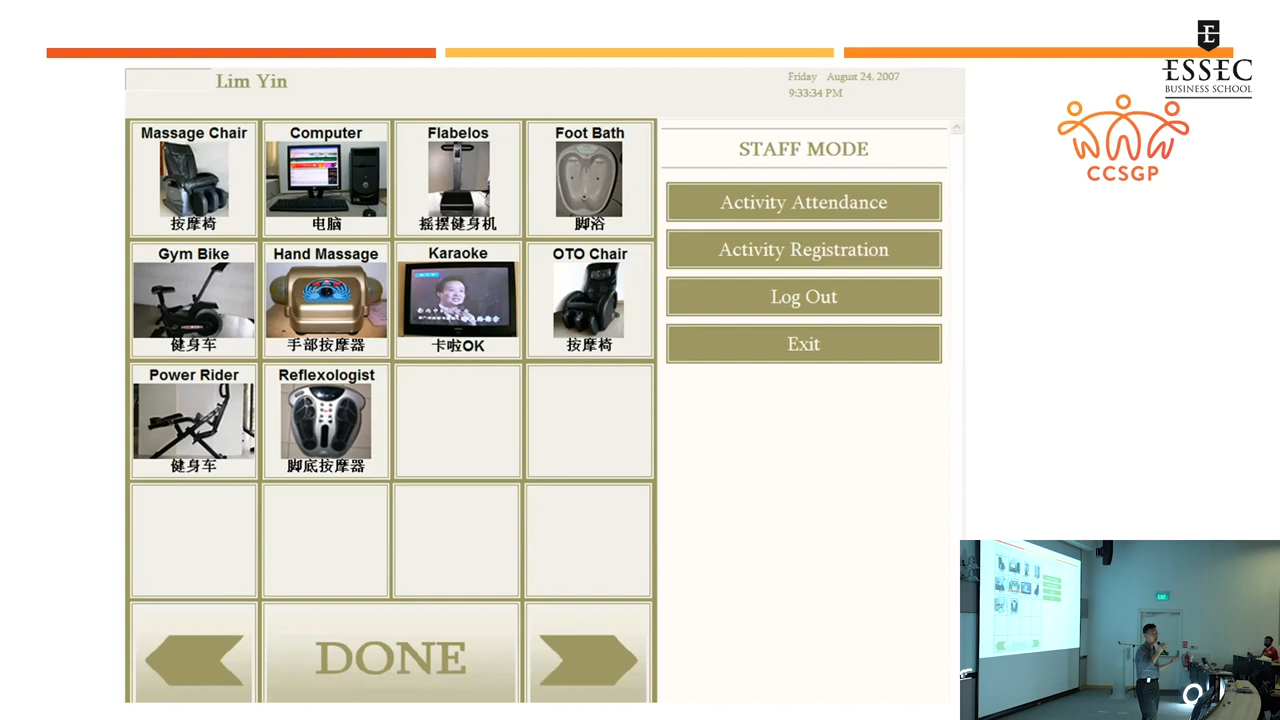 Lim Yin
Friday August 24, 2007
9:33:34 PM
ESSEC
BUSINESS SCHOOL
CCSGP
Massage Chair
按摩椅
Computer
电脑
Flabelos
摇摆健身机
Foot Bath
脚浴
Gym Bike
健身车
Hand Massage
手部按摩器
Karaoke
卡啦OK
OTO Chair
按摩椅
Power Rider
健身车
Reflexologist
脚底按摩器
DONE
STAFF MODE
Activity Attendance
Activity Registration
Log Out
Exit
EXIT